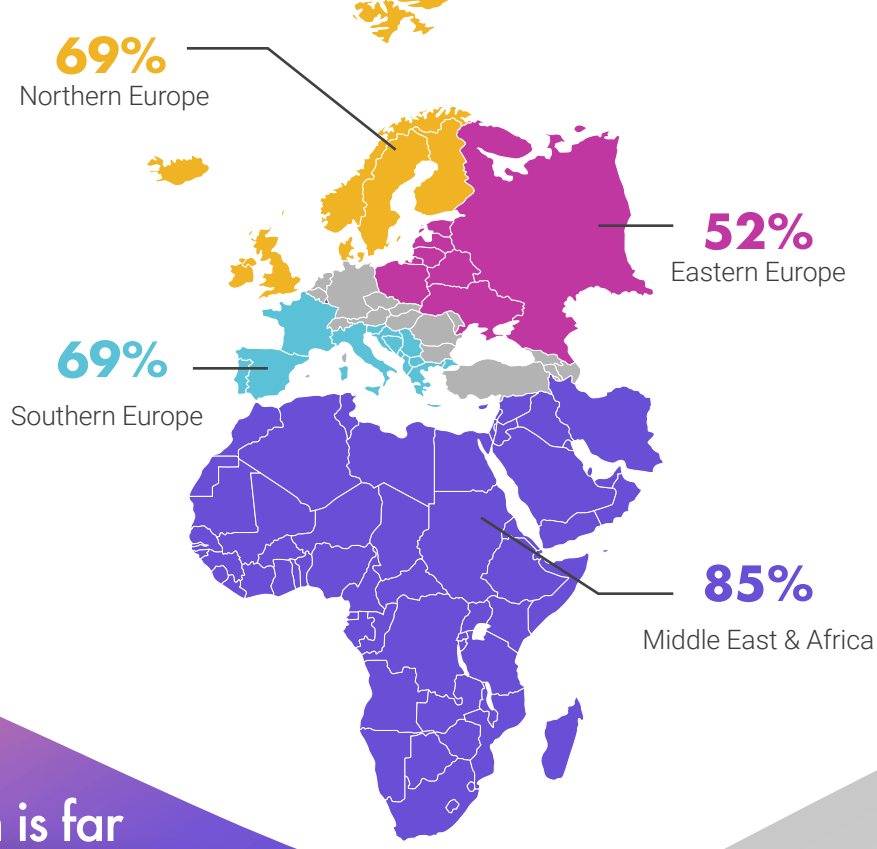 69%
Northern Europe
52%
Eastern Europe
69%
Southern Europe
85%
Middle East & Africa
is far